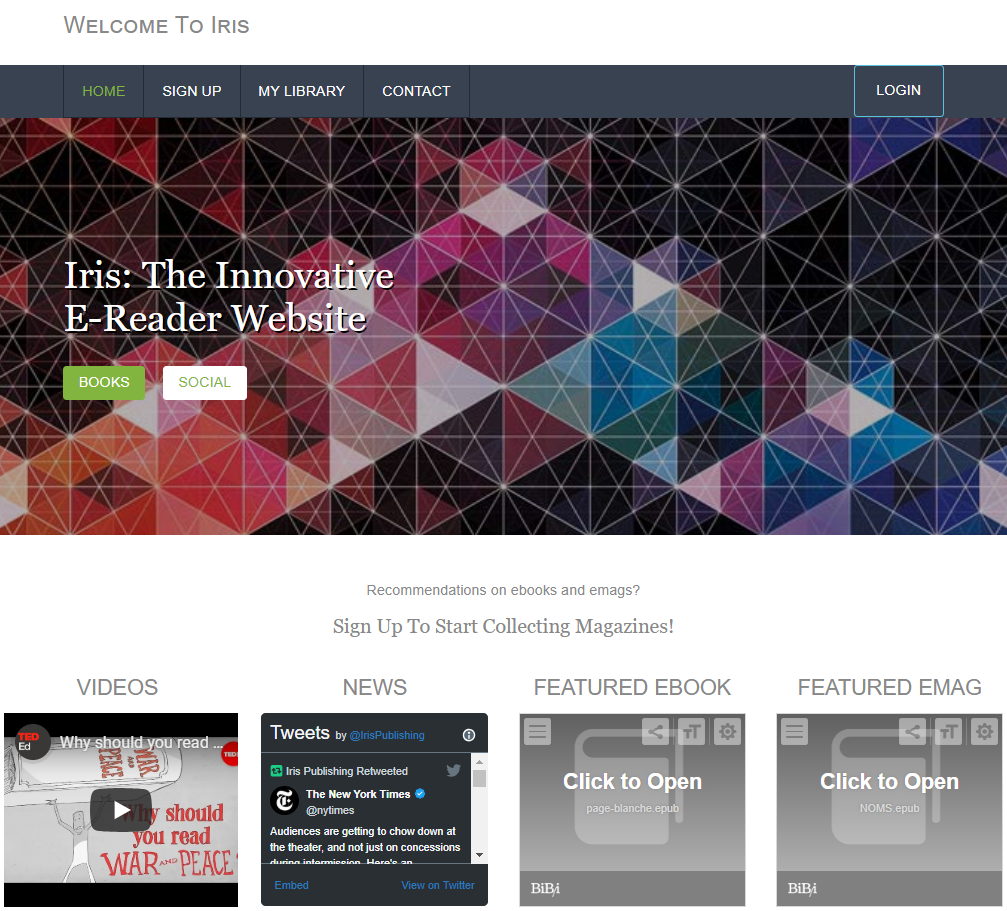 Welcome To Iris
HOME
SIGN UP
MY LIBRARY
CONTACT
LOGIN
Iris: The Innovative
E-Reader Website
BOOKS
SOCIAL
Recommendations on ebooks and emags?
Sign Up To Start Collecting Magazines!
VIDEOS
NEWS
FEATURED EBOOK
FEATURED EMAG
TED
Ed
Why should you read ...
TED
PEACE
AND
WAR
Why should
you read
WAR AND PEACE?
Tweets by @IrisPublishing
Iris Publishing Retweeted
The New York Times
@nytimes
Audiences are getting to chow down at
the theater, and not just on concessions
during intermission. Here's an
Embed
View on Twitter
Click to Open
page-blanche.epub
BiB/i
Click to Open
NOMS.epub
BiB/i